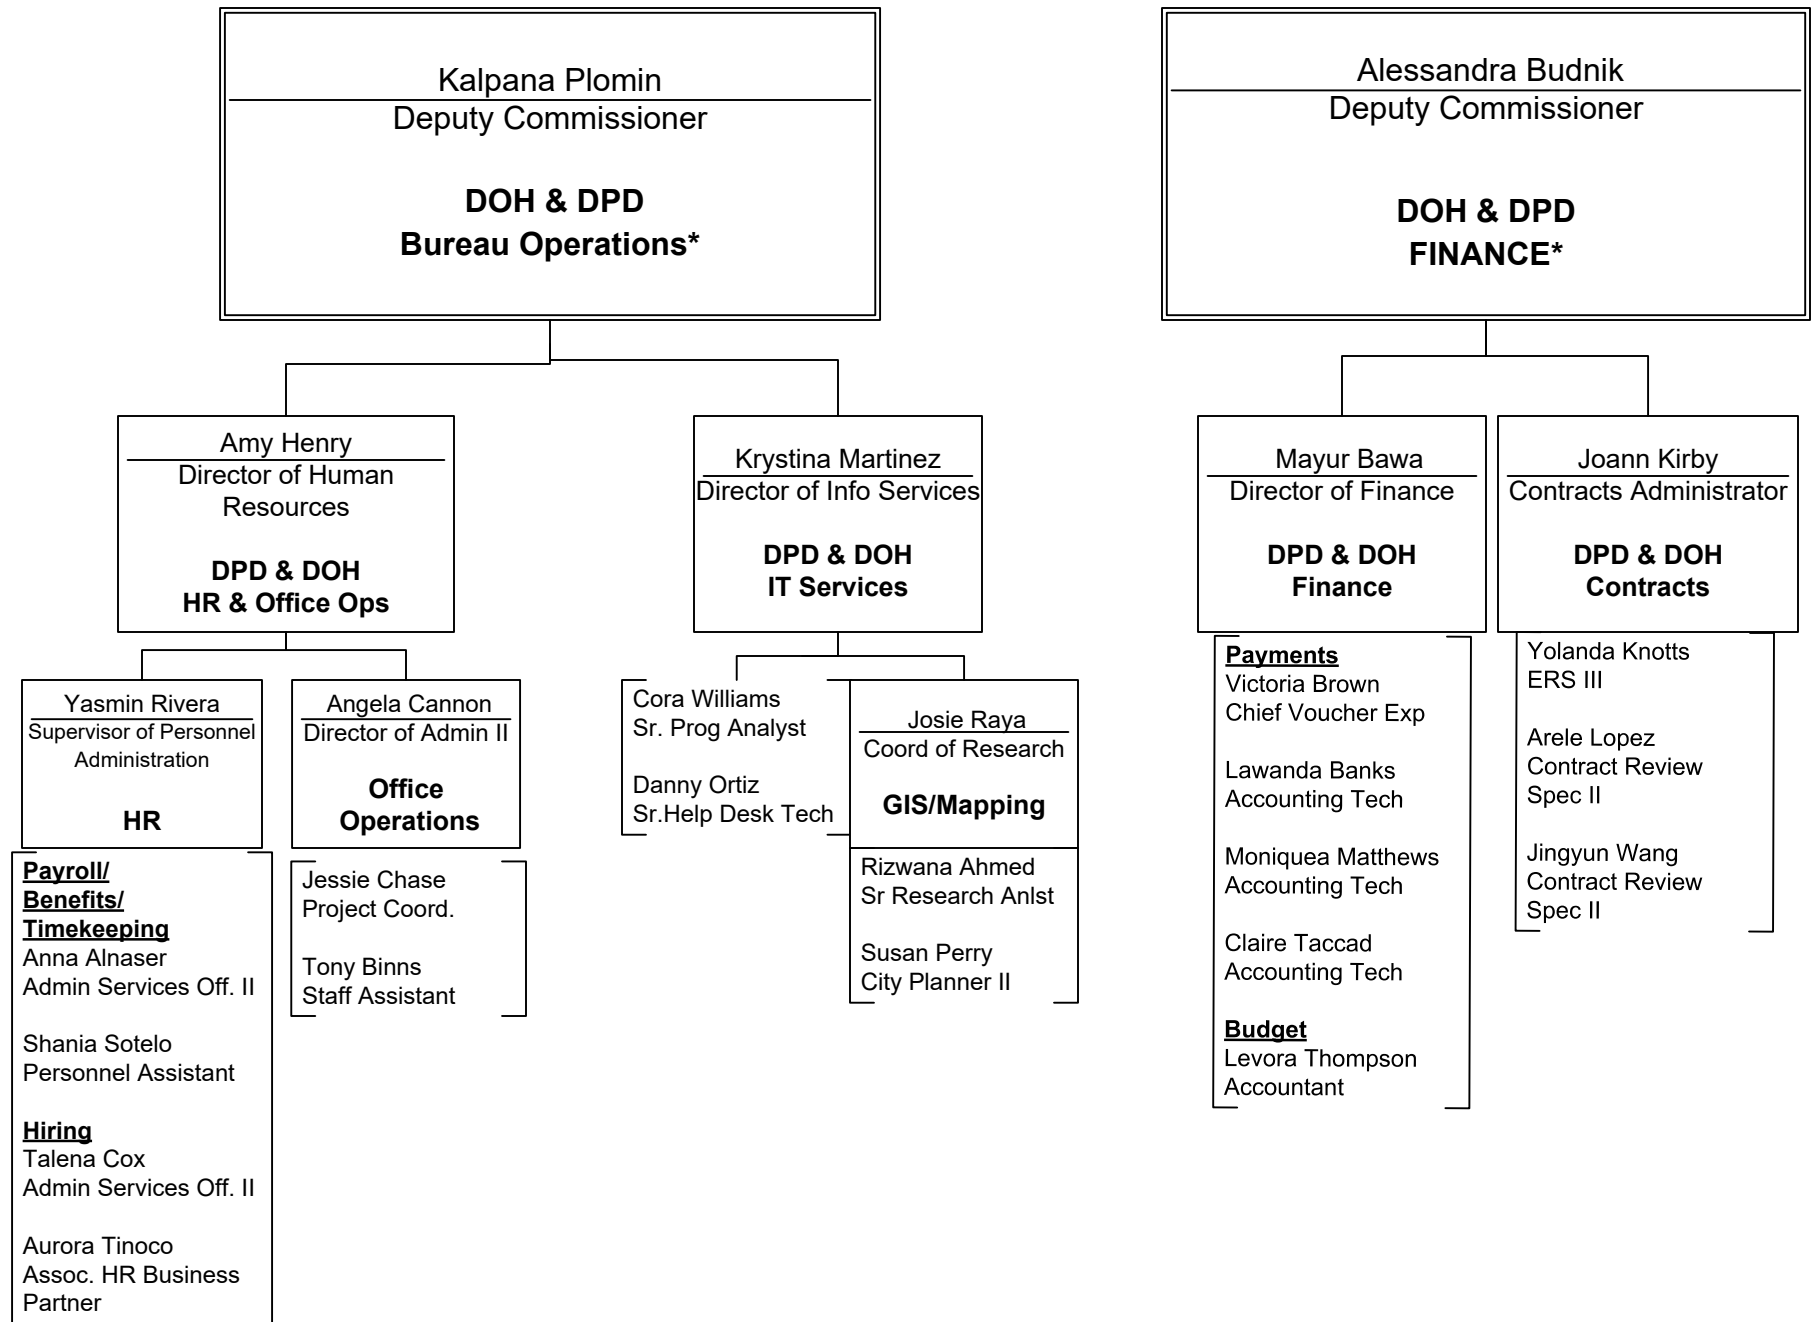 Kalpana Plomin
Deputy Commissioner
DOH & DPD
Bureau Operations*
Alessandra Budnik
Deputy Commissioner
DOH & DPD
FINANCE*
Amy Henry
Director of Human
Resources
DPD & DOH
HR & Office Ops
Krystina Martinez
Director of Info Services
DPD & DOH
IT Services
Mayur Bawa
Director of Finance
DPD & DOH
Finance
Joann Kirby
Contracts Administrator
DPD & DOH
Contracts
Yasmin Rivera
Supervisor of Personnel
Administration
HR
Payroll/
Benefits/
Timekeeping
Anna Alnaser
Admin Services Off. II
Shania Sotelo
Personnel Assistant
Hiring
Talena Cox
Admin Services Off. II
Aurora Tinoco
Assoc. HR Business
Partner
Angela Cannon
Director of Admin II
Office
Operations
Jessie Chase
Project Coord.
Tony Binns
Staff Assistant
Cora Williams
Sr. Prog Analyst
Danny Ortiz
Sr.Help Desk Tech
Josie Raya
Coord of Research
GIS/Mapping
Rizwana Ahmed
Sr Research Anlst
Susan Perry
City Planner II
Payments
Victoria Brown
Chief Voucher Exp
Lawanda Banks
Accounting Tech
Moniquea Matthews
Accounting Tech
Claire Taccad
Accounting Tech
Budget
Levora Thompson
Accountant
Yolanda Knotts
ERS III
Arele Lopez
Contract Review
Spec II
Jingyun Wang
Contract Review
Spec II